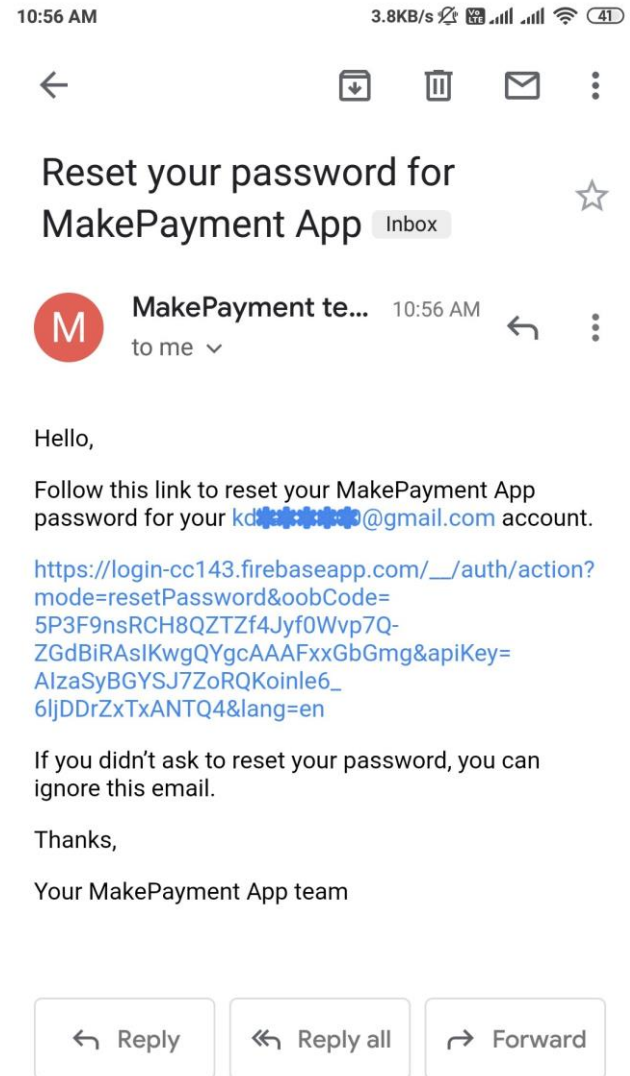 10:56 AM 3.8KB/s Vo LTE 41
Reset your password for
MakePayment App Inbox
M
MakePayment te... 10:56 AM
to me
Hello,
Follow this link to reset your MakePayment App
password for your kd @gmail.com account.
https://login-cc143.firebaseapp.com/__/auth/action?
mode=resetPassword&oobCode=
5P3F9nsRCH8QZTZf4Jyf0Wvp7Q-
ZGdBiRAsIKwgQYgcAAAFxxGbGmg&apiKey=
AIzaSyBGYSJ7ZoRQKoinle6_
6ljDDrZxTxANTQ4&lang=en
If you didn’t ask to reset your password, you can
ignore this email.
Thanks,
Your MakePayment App team
Reply Reply all Forward